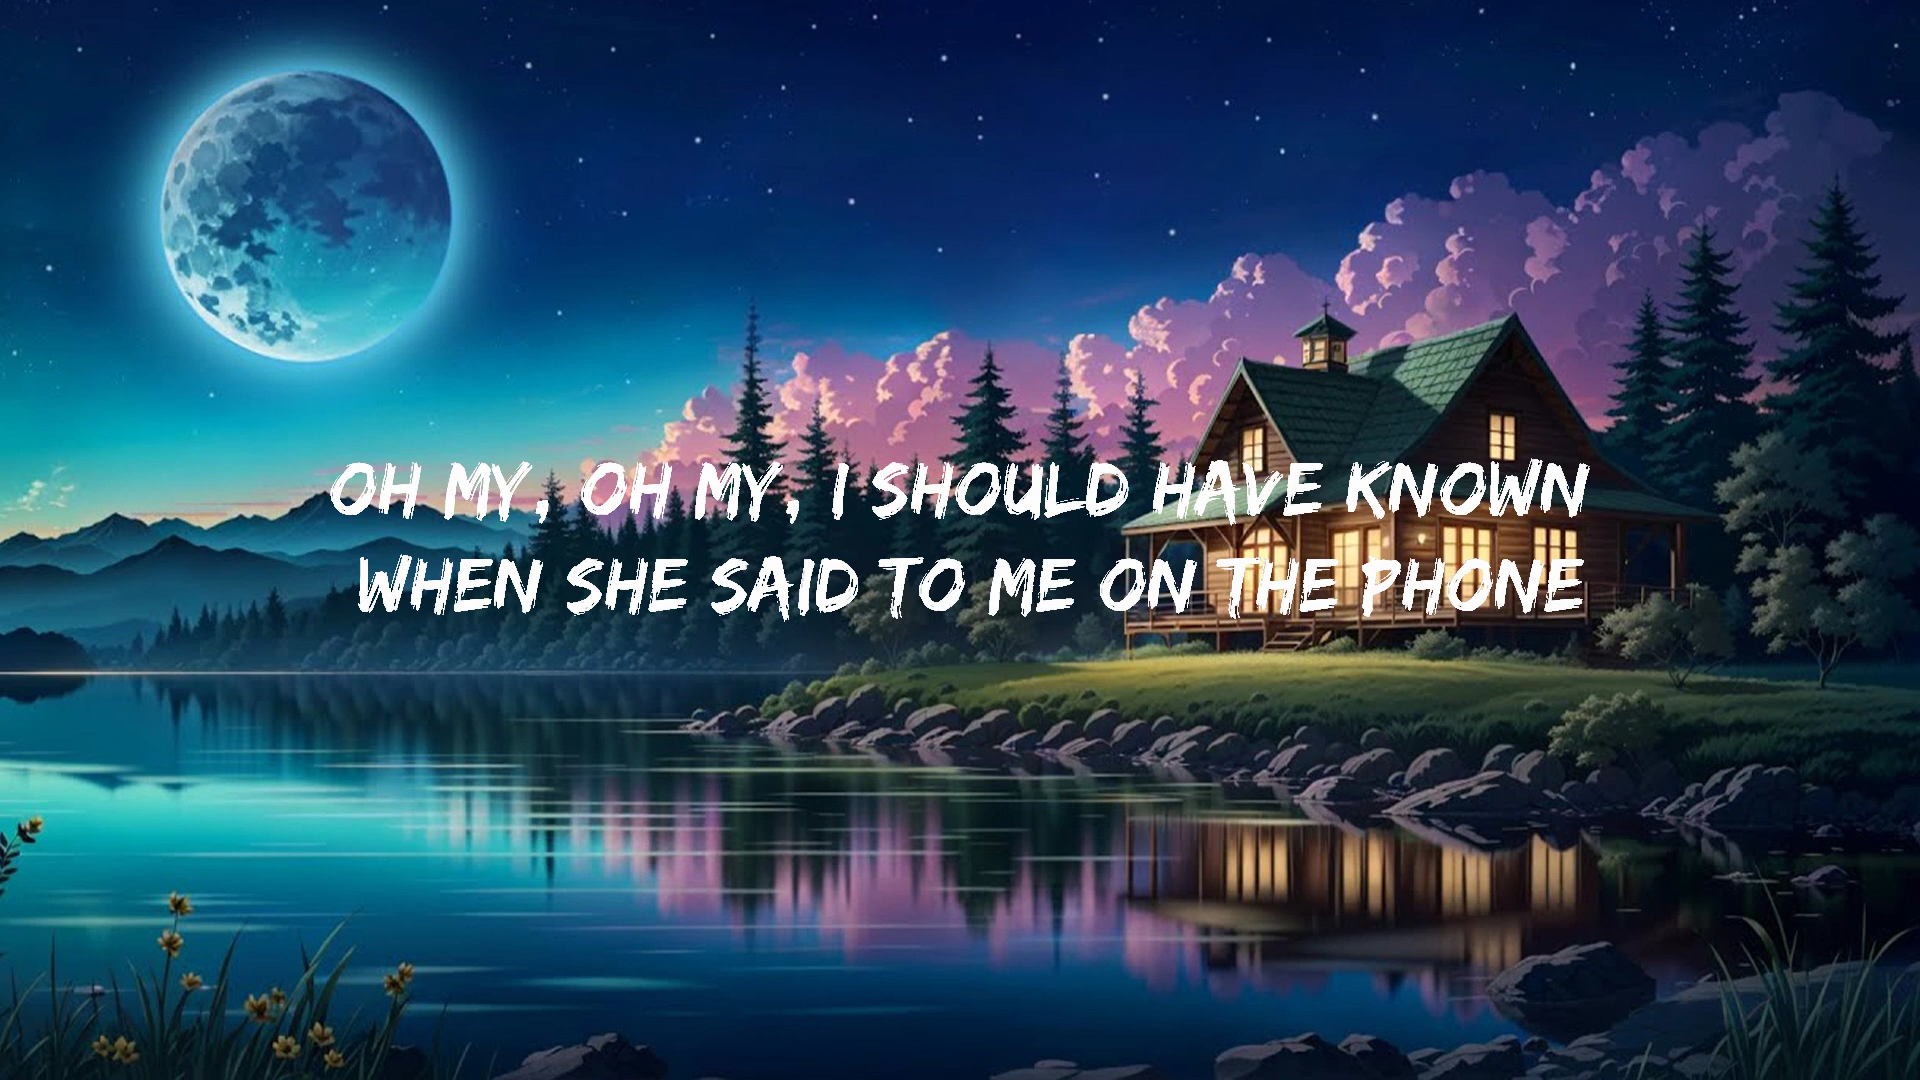 OH MY, OH MY, I SHOULD HAVE KNOWN
WHEN SHE SAID TO ME ON THE PHONE